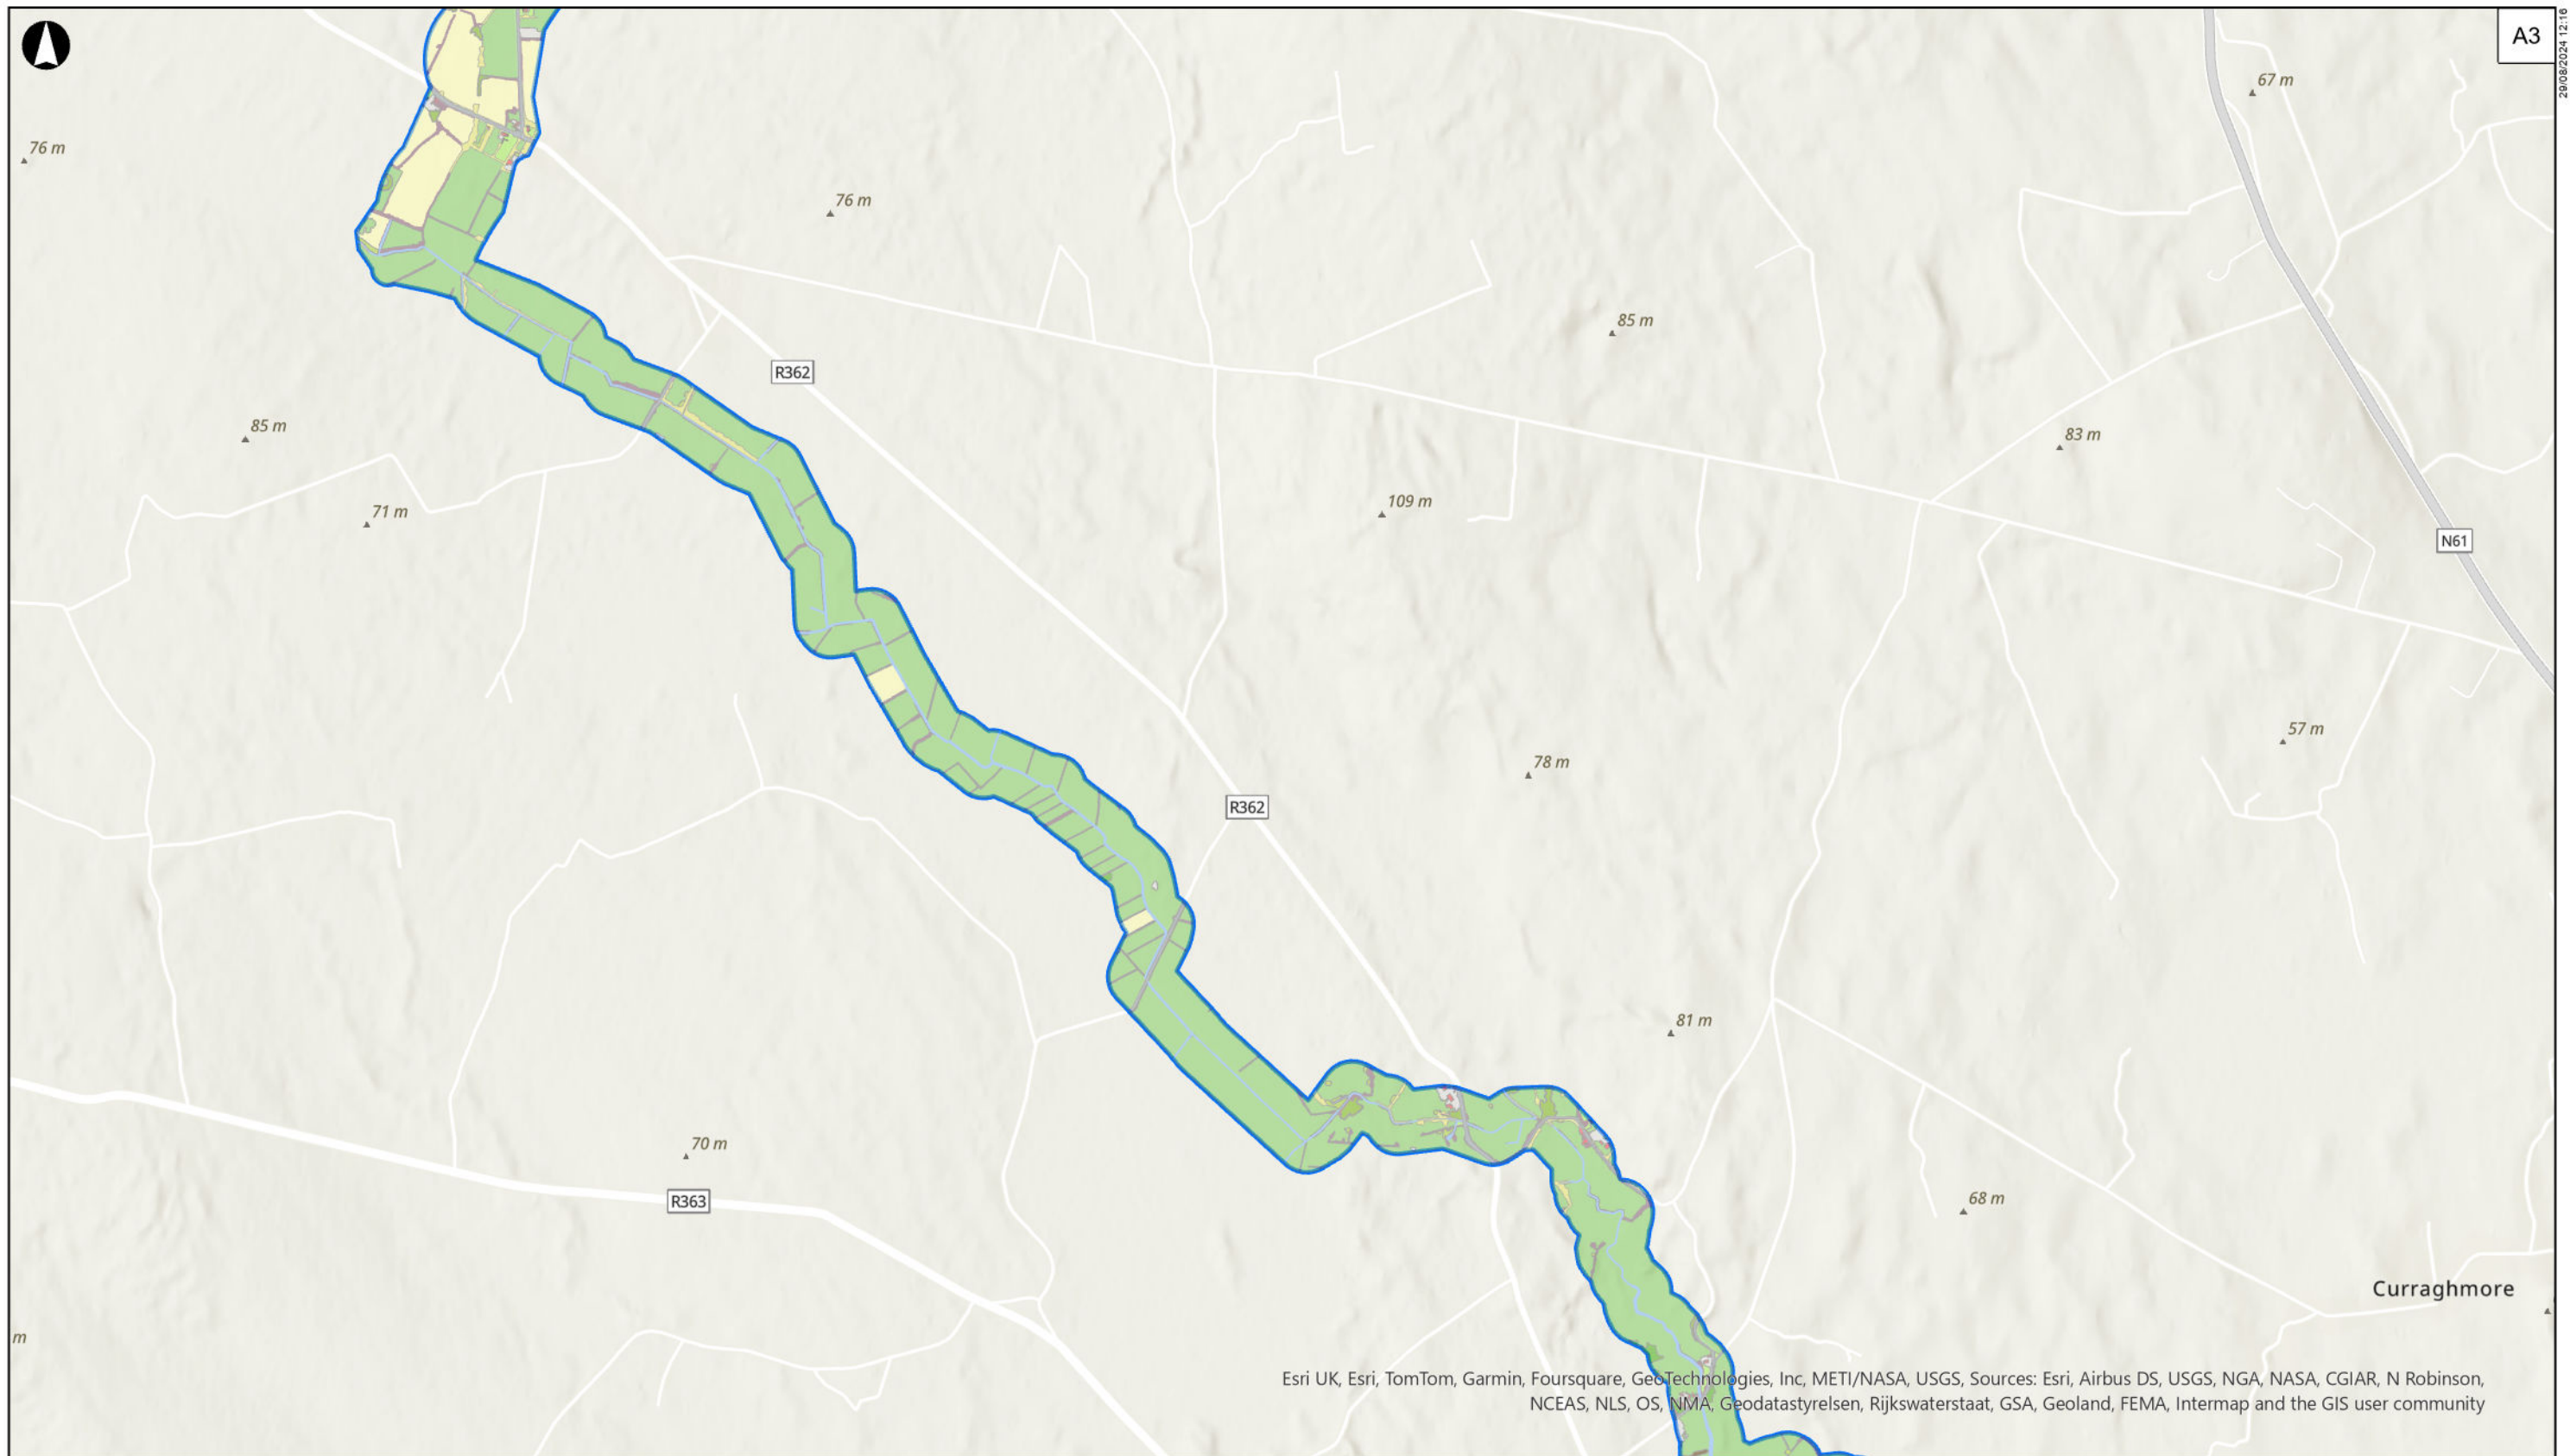 A3
29/08/2024 12:16
67 m
76 m
76 m
85 m
R362
85 m
83 m
109 m
71 m
N61
57 m
78 m
R362
81 m
70 m
R363
68 m
Curraghmore
m
Esri UK, Esri, TomTom, Garmin, Foursquare, GeoTechnologies, Inc, METI/NASA, USGS, Sources: Esri, Airbus DS, USGS, NGA, NASA, CGIAR, N Robinson,
NCEAS, NLS, OS, NMA, Geodatastyrelsen, Rijkswaterstaat, GSA, Geoland, FEMA, Intermap and the GIS user community